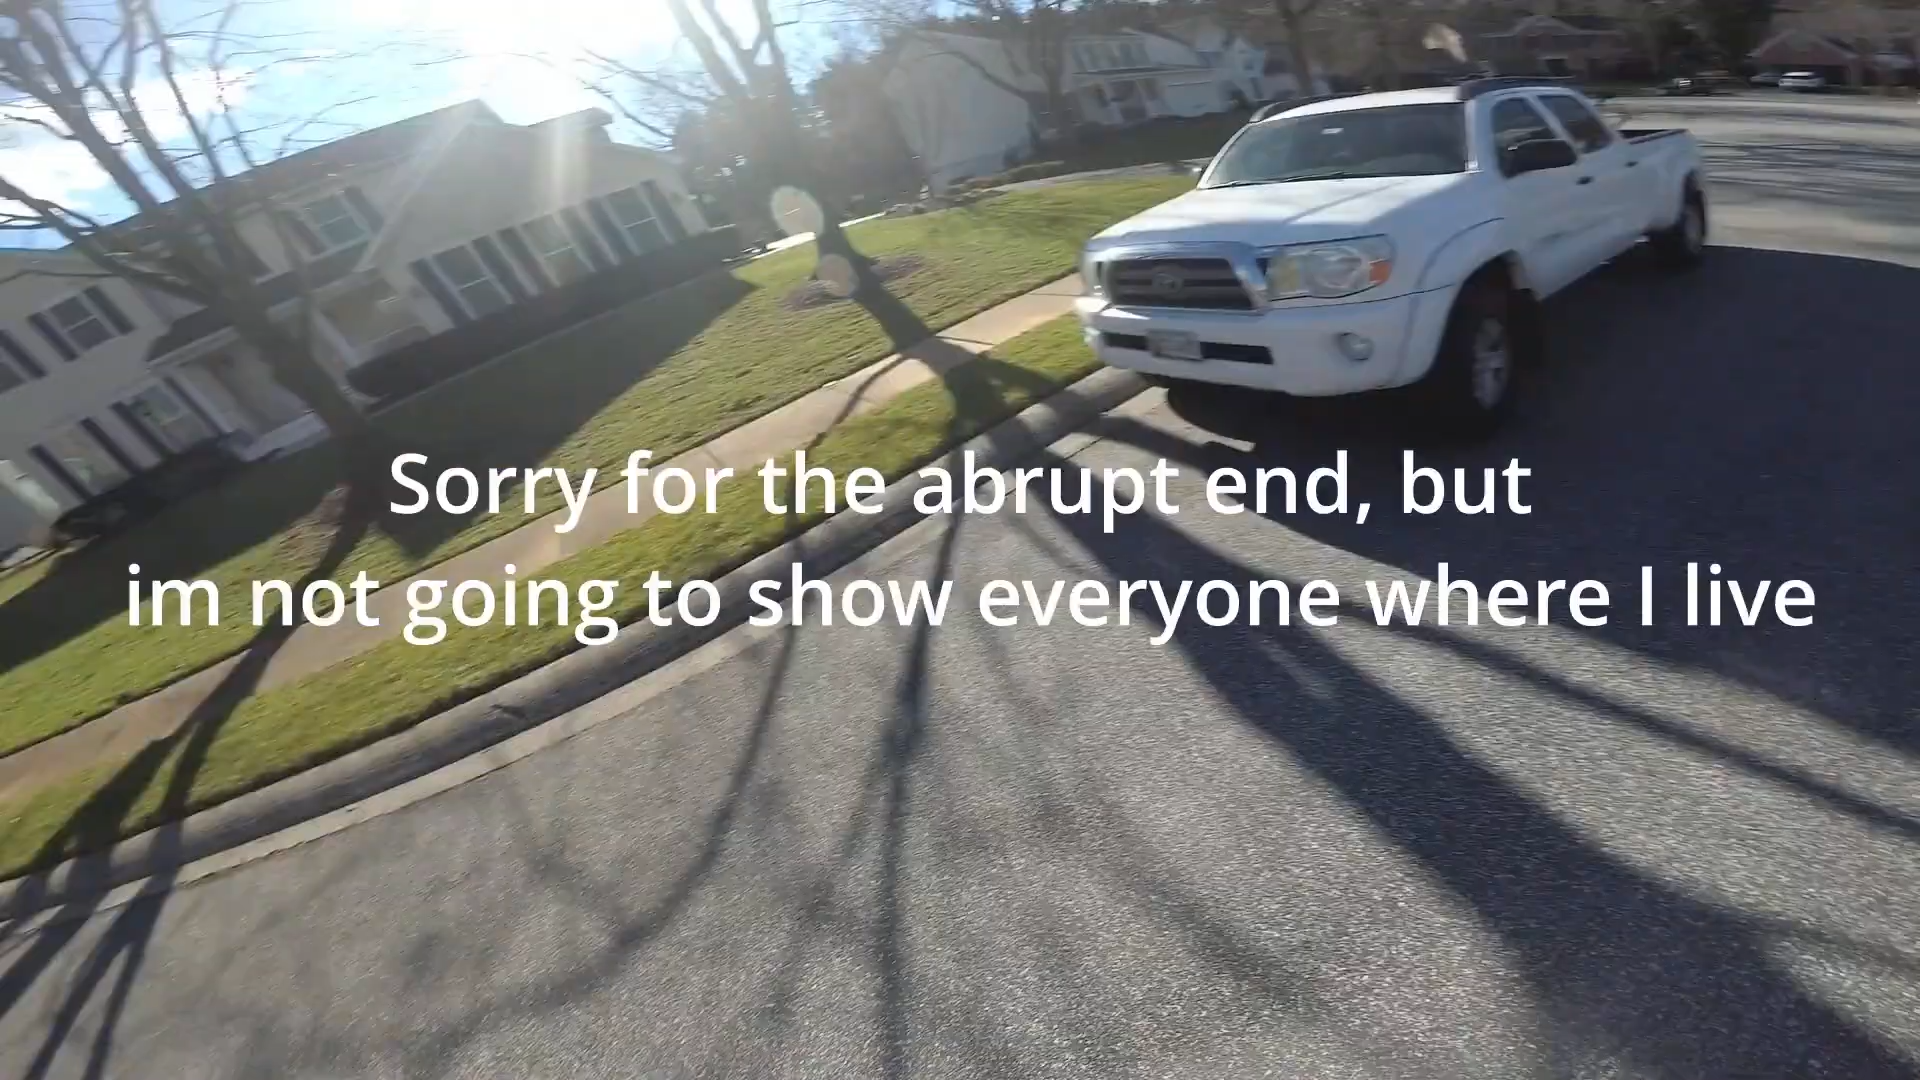 Sorry for the abrupt end, but
im not going to show everyone where I live